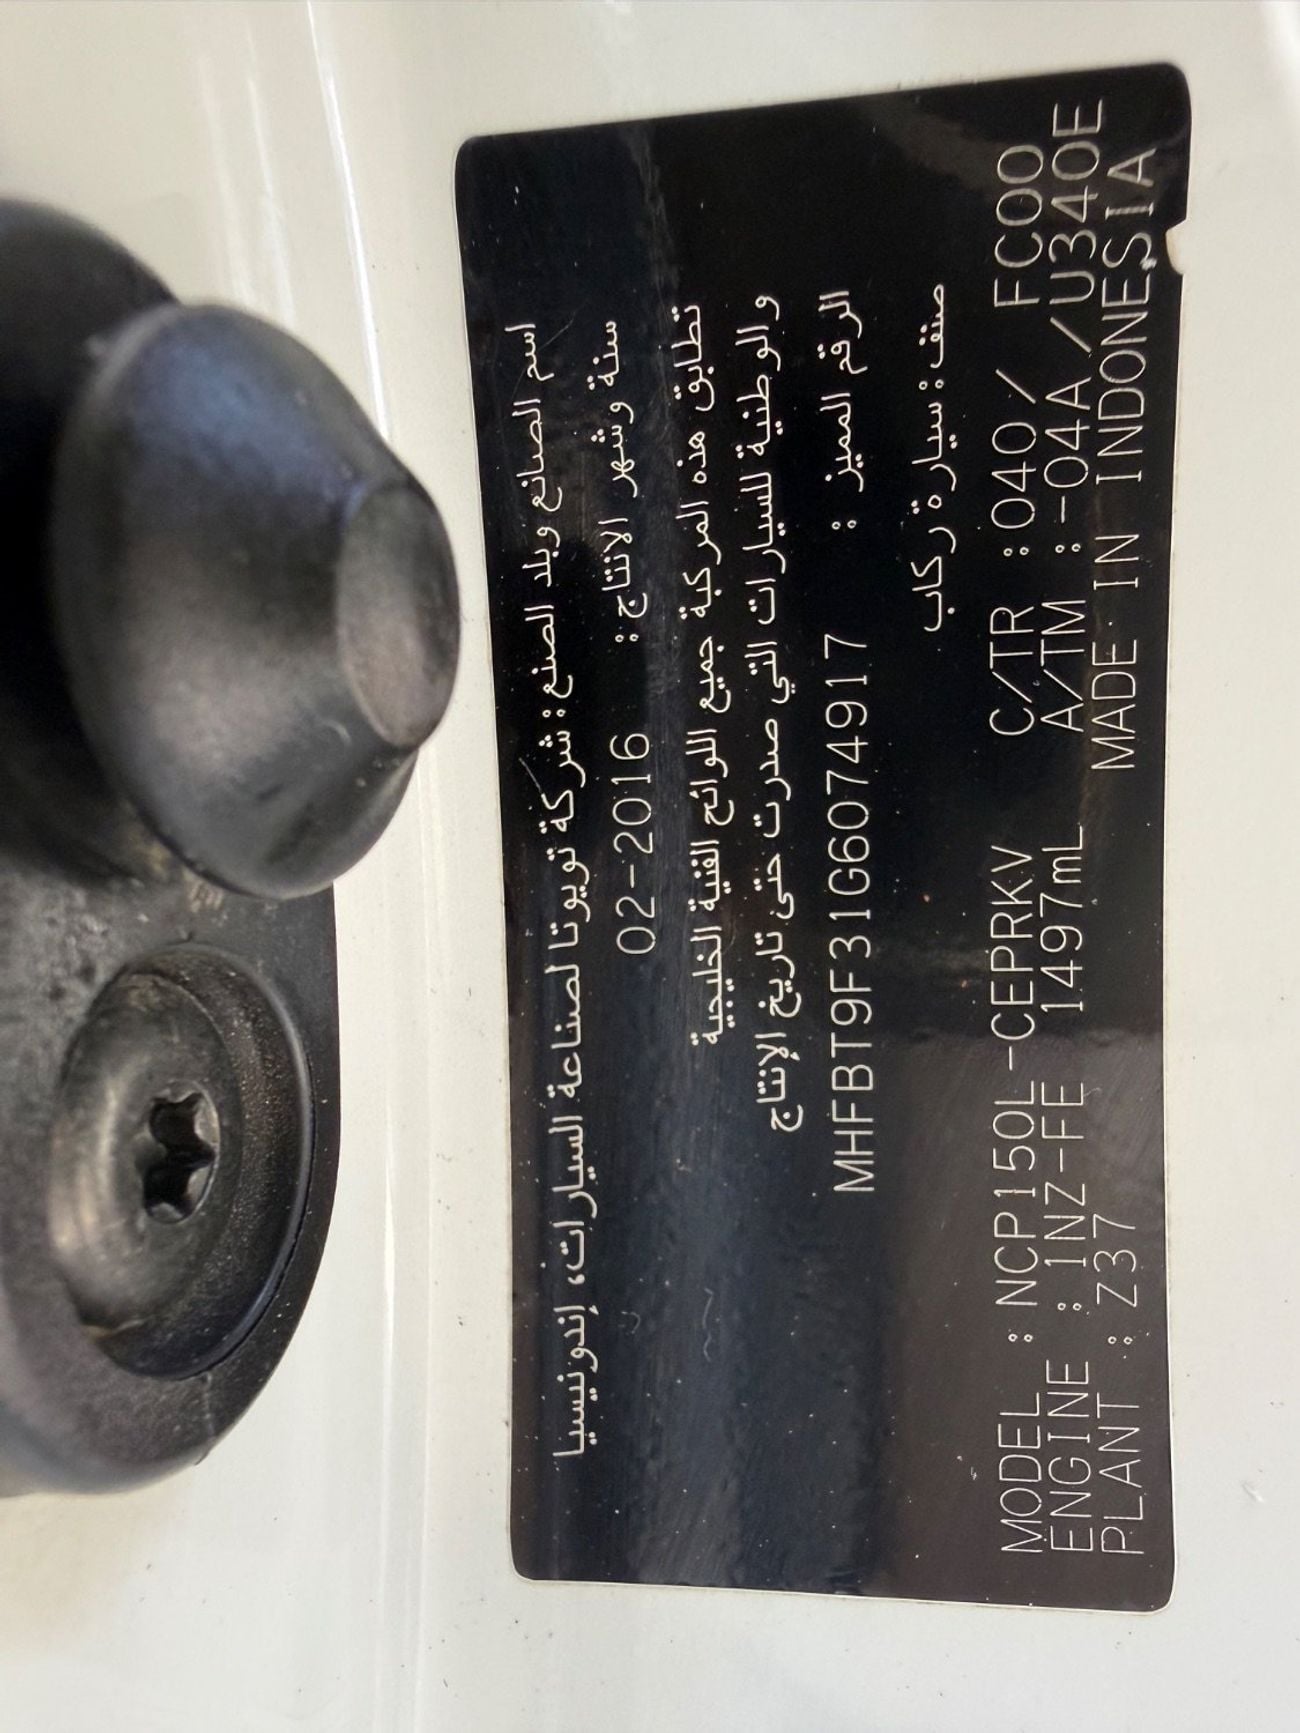 اسم الصانع وبلد الصنع: شركة تويوتا لصناعة السيارات، إندونيسيا
سنة وشهر الانتاج: 02-2016
تطابق هذه المركبة جميع اللوائح الفنية الخليجية
والوطنية للسيارات التي صدرت حتى تاريخ الإنتاج
الرقم المميز : MHFBT9F31G6074917
صنف: سيارة ركاب
MODEL : NCP150L-CEPRKV C/TR :040/ FC00
ENGINE :1NZ-FE 1497mL A/TM :-04A/U340E
PLANT : Z37 MADE IN INDONESIA